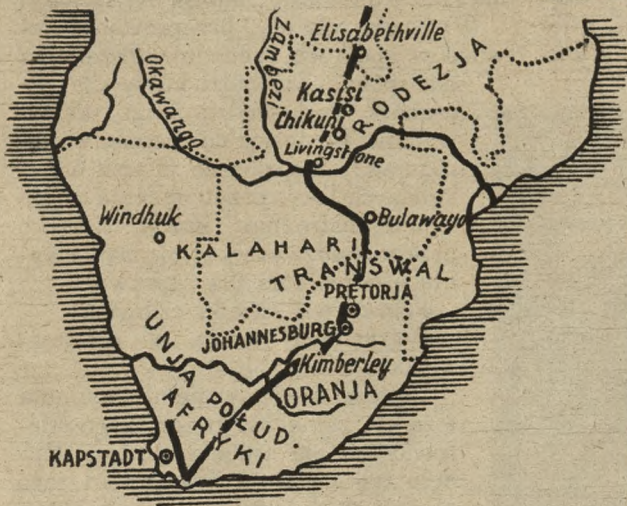 Elisabethville
Zambezi
Okawango
Kasisi
RODEZJA
Chikuni
Livingstone
Windhuk
Bulawayo
KALAHARI
TRANSWAL
PRETORJA
JOHANNESBURG
UNJA POŁUD.
AFRYKI
Kimberley
ORANJA
KAPSTADT